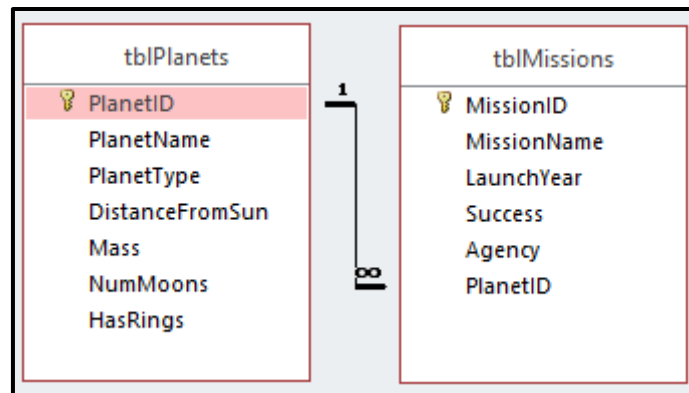 tblPlanets
PlanetID
PlanetName
PlanetType
DistanceFromSun
Mass
NumMoons
HasRings
1
∞
tblMissions
MissionID
MissionName
LaunchYear
Success
Agency
PlanetID